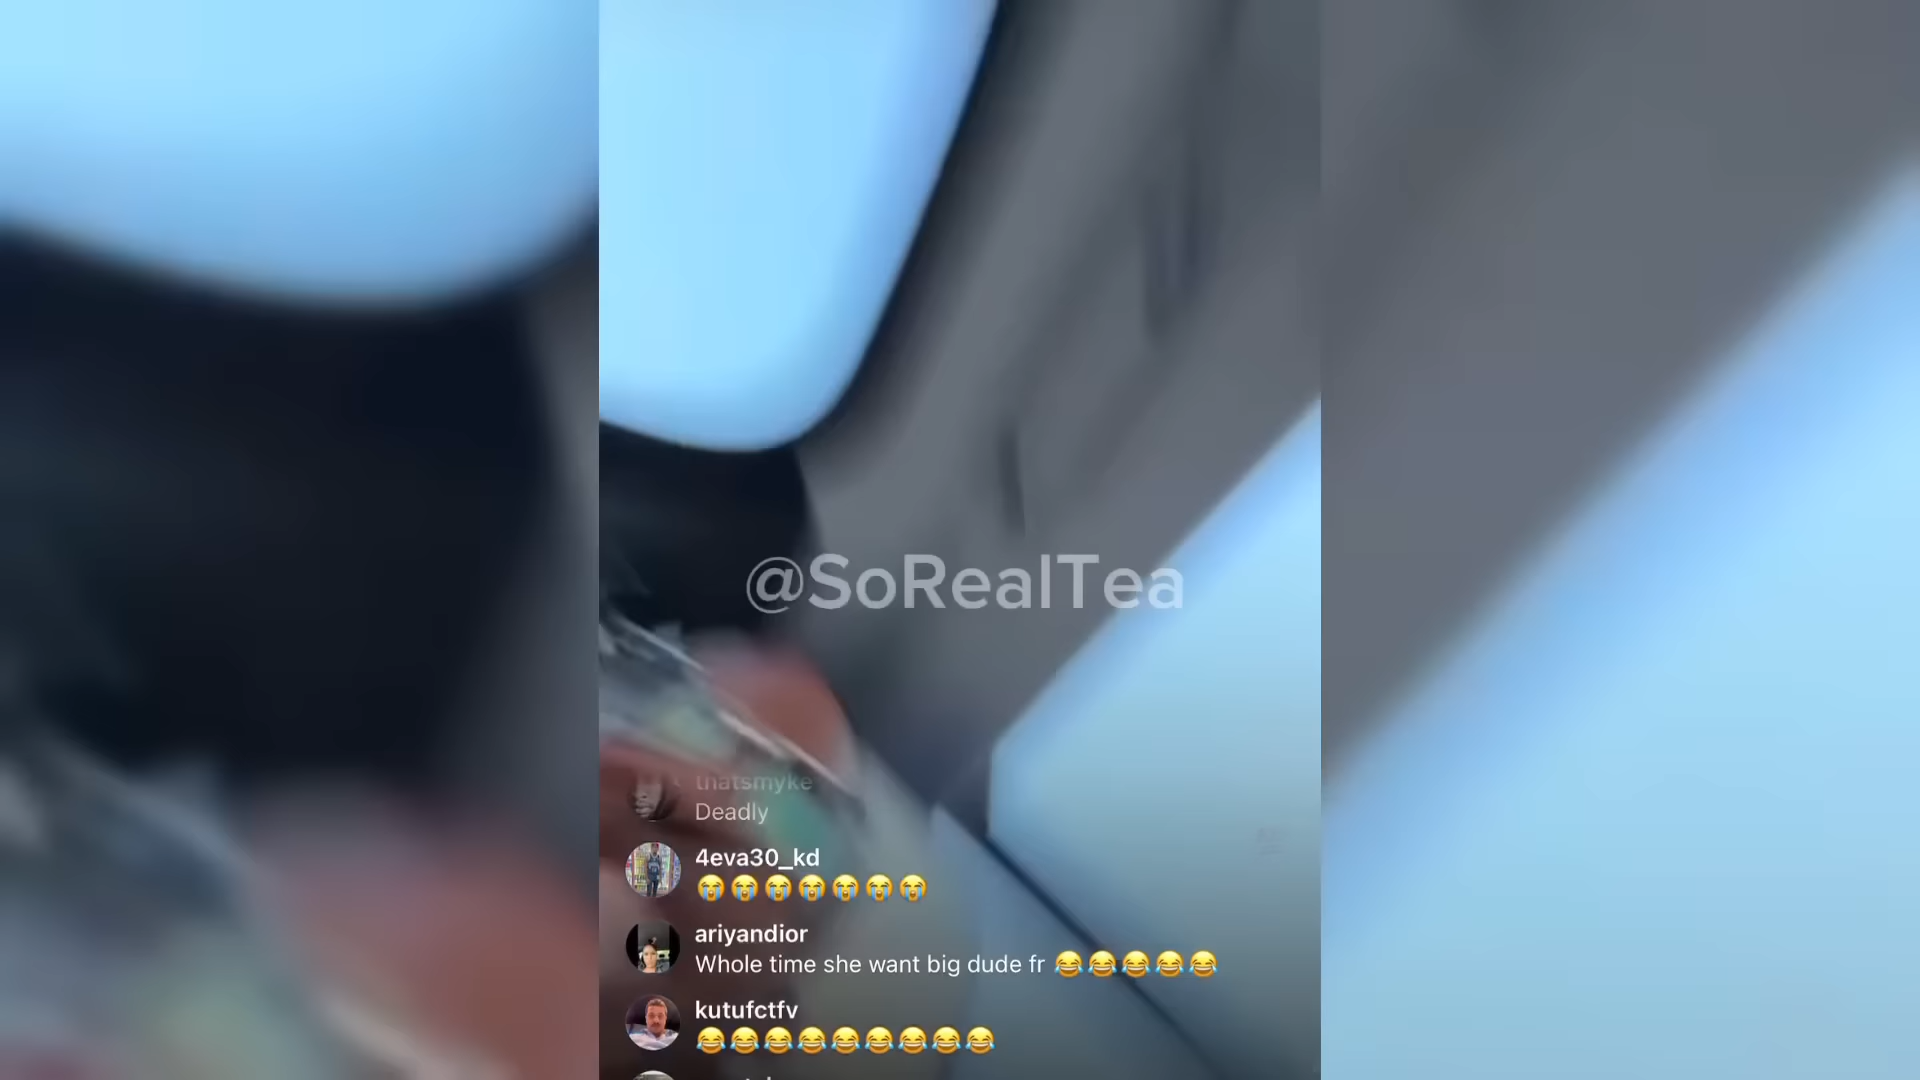 @SoRealTea
thatsmyke
Deadly
4eva30_kd
😭😭😭😭😭😭😭
ariyandior
Whole time she want big dude fr 😂😂😂😂😂
kutufctfv
😂😂😂😂😂😂😂😂😂